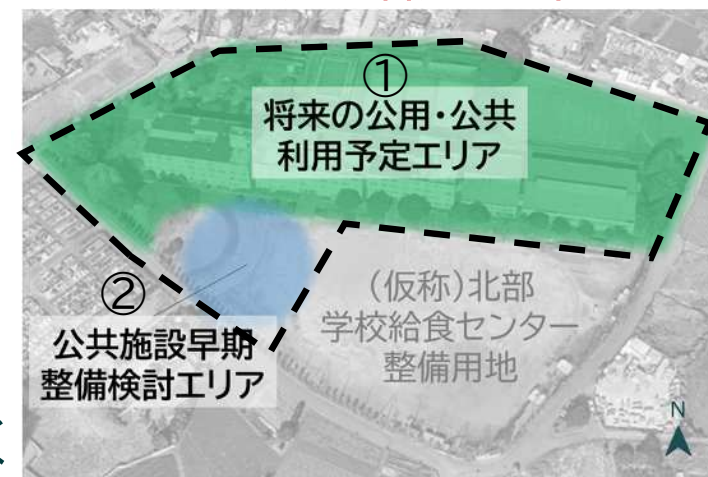 ①
将来の公用・公共
利用予定エリア
②
公共施設早期
整備検討エリア
(仮称)北部
学校給食センター
整備用地
N